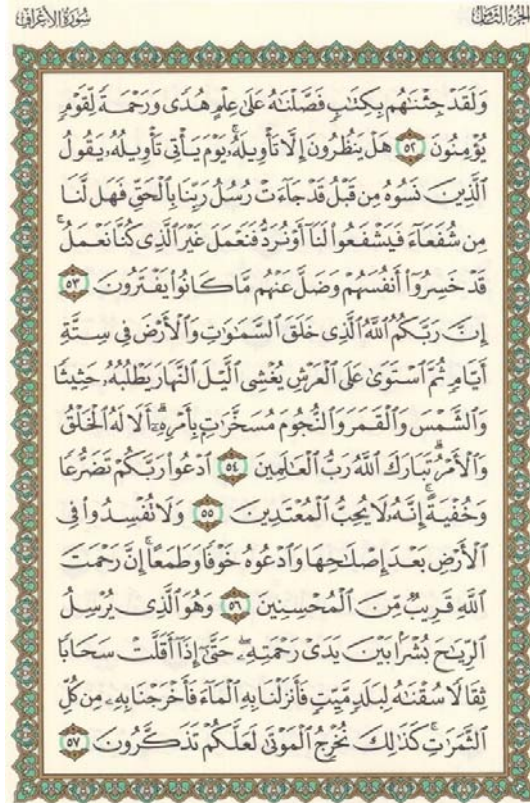 الجزء الثامن
سورة الأعراف
وَلَقَدْ جِئْنَٰهُم بِكِتَٰبٍ فَصَّلْنَٰهُ عَلَىٰ عِلْمٍ هُدًى وَرَحْمَةً لِّقَوْمٍ
يُؤْمِنُونَ ٥٢ هَلْ يَنظُرُونَ إِلَّا تَأْوِيلَهُۥ ۚ يَوْمَ يَأْتِى تَأْوِيلُهُۥ يَقُولُ
ٱلَّذِينَ نَسُوهُ مِن قَبْلُ قَدْ جَآءَتْ رُسُلُ رَبِّنَا بِٱلْحَقِّ فَهَل لَّنَا
مِن شُفَعَآءَ فَيَشْفَعُوا۟ لَنَآ أَوْ نُرَدُّ فَنَعْمَلَ غَيْرَ ٱلَّذِى كُنَّا نَعْمَلُ ۚ
قَدْ خَسِرُوٓا۟ أَنفُسَهُمْ وَضَلَّ عَنْهُم مَّا كَانُوا۟ يَفْتَرُونَ ٥٣
إِنَّ رَبَّكُمُ ٱللَّهُ ٱلَّذِى خَلَقَ ٱلسَّمَٰوَٰتِ وَٱلْأَرْضَ فِى سِتَّةِ
أَيَّامٍ ثُمَّ ٱسْتَوَىٰ عَلَى ٱلْعَرْشِ يُغْشِى ٱلَّيْلَ ٱلنَّهَارَ يَطْلُبُهُۥ حَثِيثًا
وَٱلشَّمْسَ وَٱلْقَمَرَ وَٱلنُّجُومَ مُسَخَّرَٰتٍۭ بِأَمْرِهِۦٓ ۗ أَلَا لَهُ ٱلْخَلْقُ
وَٱلْأَمْرُ ۗ تَبَارَكَ ٱللَّهُ رَبُّ ٱلْعَٰلَمِينَ ٥٤ ٱدْعُوا۟ رَبَّكُمْ تَضَرُّعًا
وَخُفْيَةً ۚ إِنَّهُۥ لَا يُحِبُّ ٱلْمُعْتَدِينَ ٥٥ وَلَا تُفْسِدُوا۟ فِى
ٱلْأَرْضِ بَعْدَ إِصْلَٰحِهَا وَٱدْعُوهُ خَوْفًا وَطَمَعًا ۚ إِنَّ رَحْمَتَ
ٱللَّهِ قَرِيبٌ مِّنَ ٱلْمُحْسِنِينَ ٥٦ وَهُوَ ٱلَّذِى يُرْسِلُ
ٱلرِّيَٰحَ بُشْرًۢا بَيْنَ يَدَىْ رَحْمَتِهِۦ ۖ حَتَّىٰٓ إِذَآ أَقَلَّتْ سَحَابًا
ثِقَالًا سُقْنَٰهُ لِبَلَدٍ مَّيِّتٍ فَأَنزَلْنَا بِهِ ٱلْمَآءَ فَأَخْرَجْنَا بِهِۦ مِن كُلِّ
ٱلثَّمَرَٰتِ ۚ كَذَٰلِكَ نُخْرِجُ ٱلْمَوْتَىٰ لَعَلَّكُمْ تَذَكَّرُونَ ٥٧